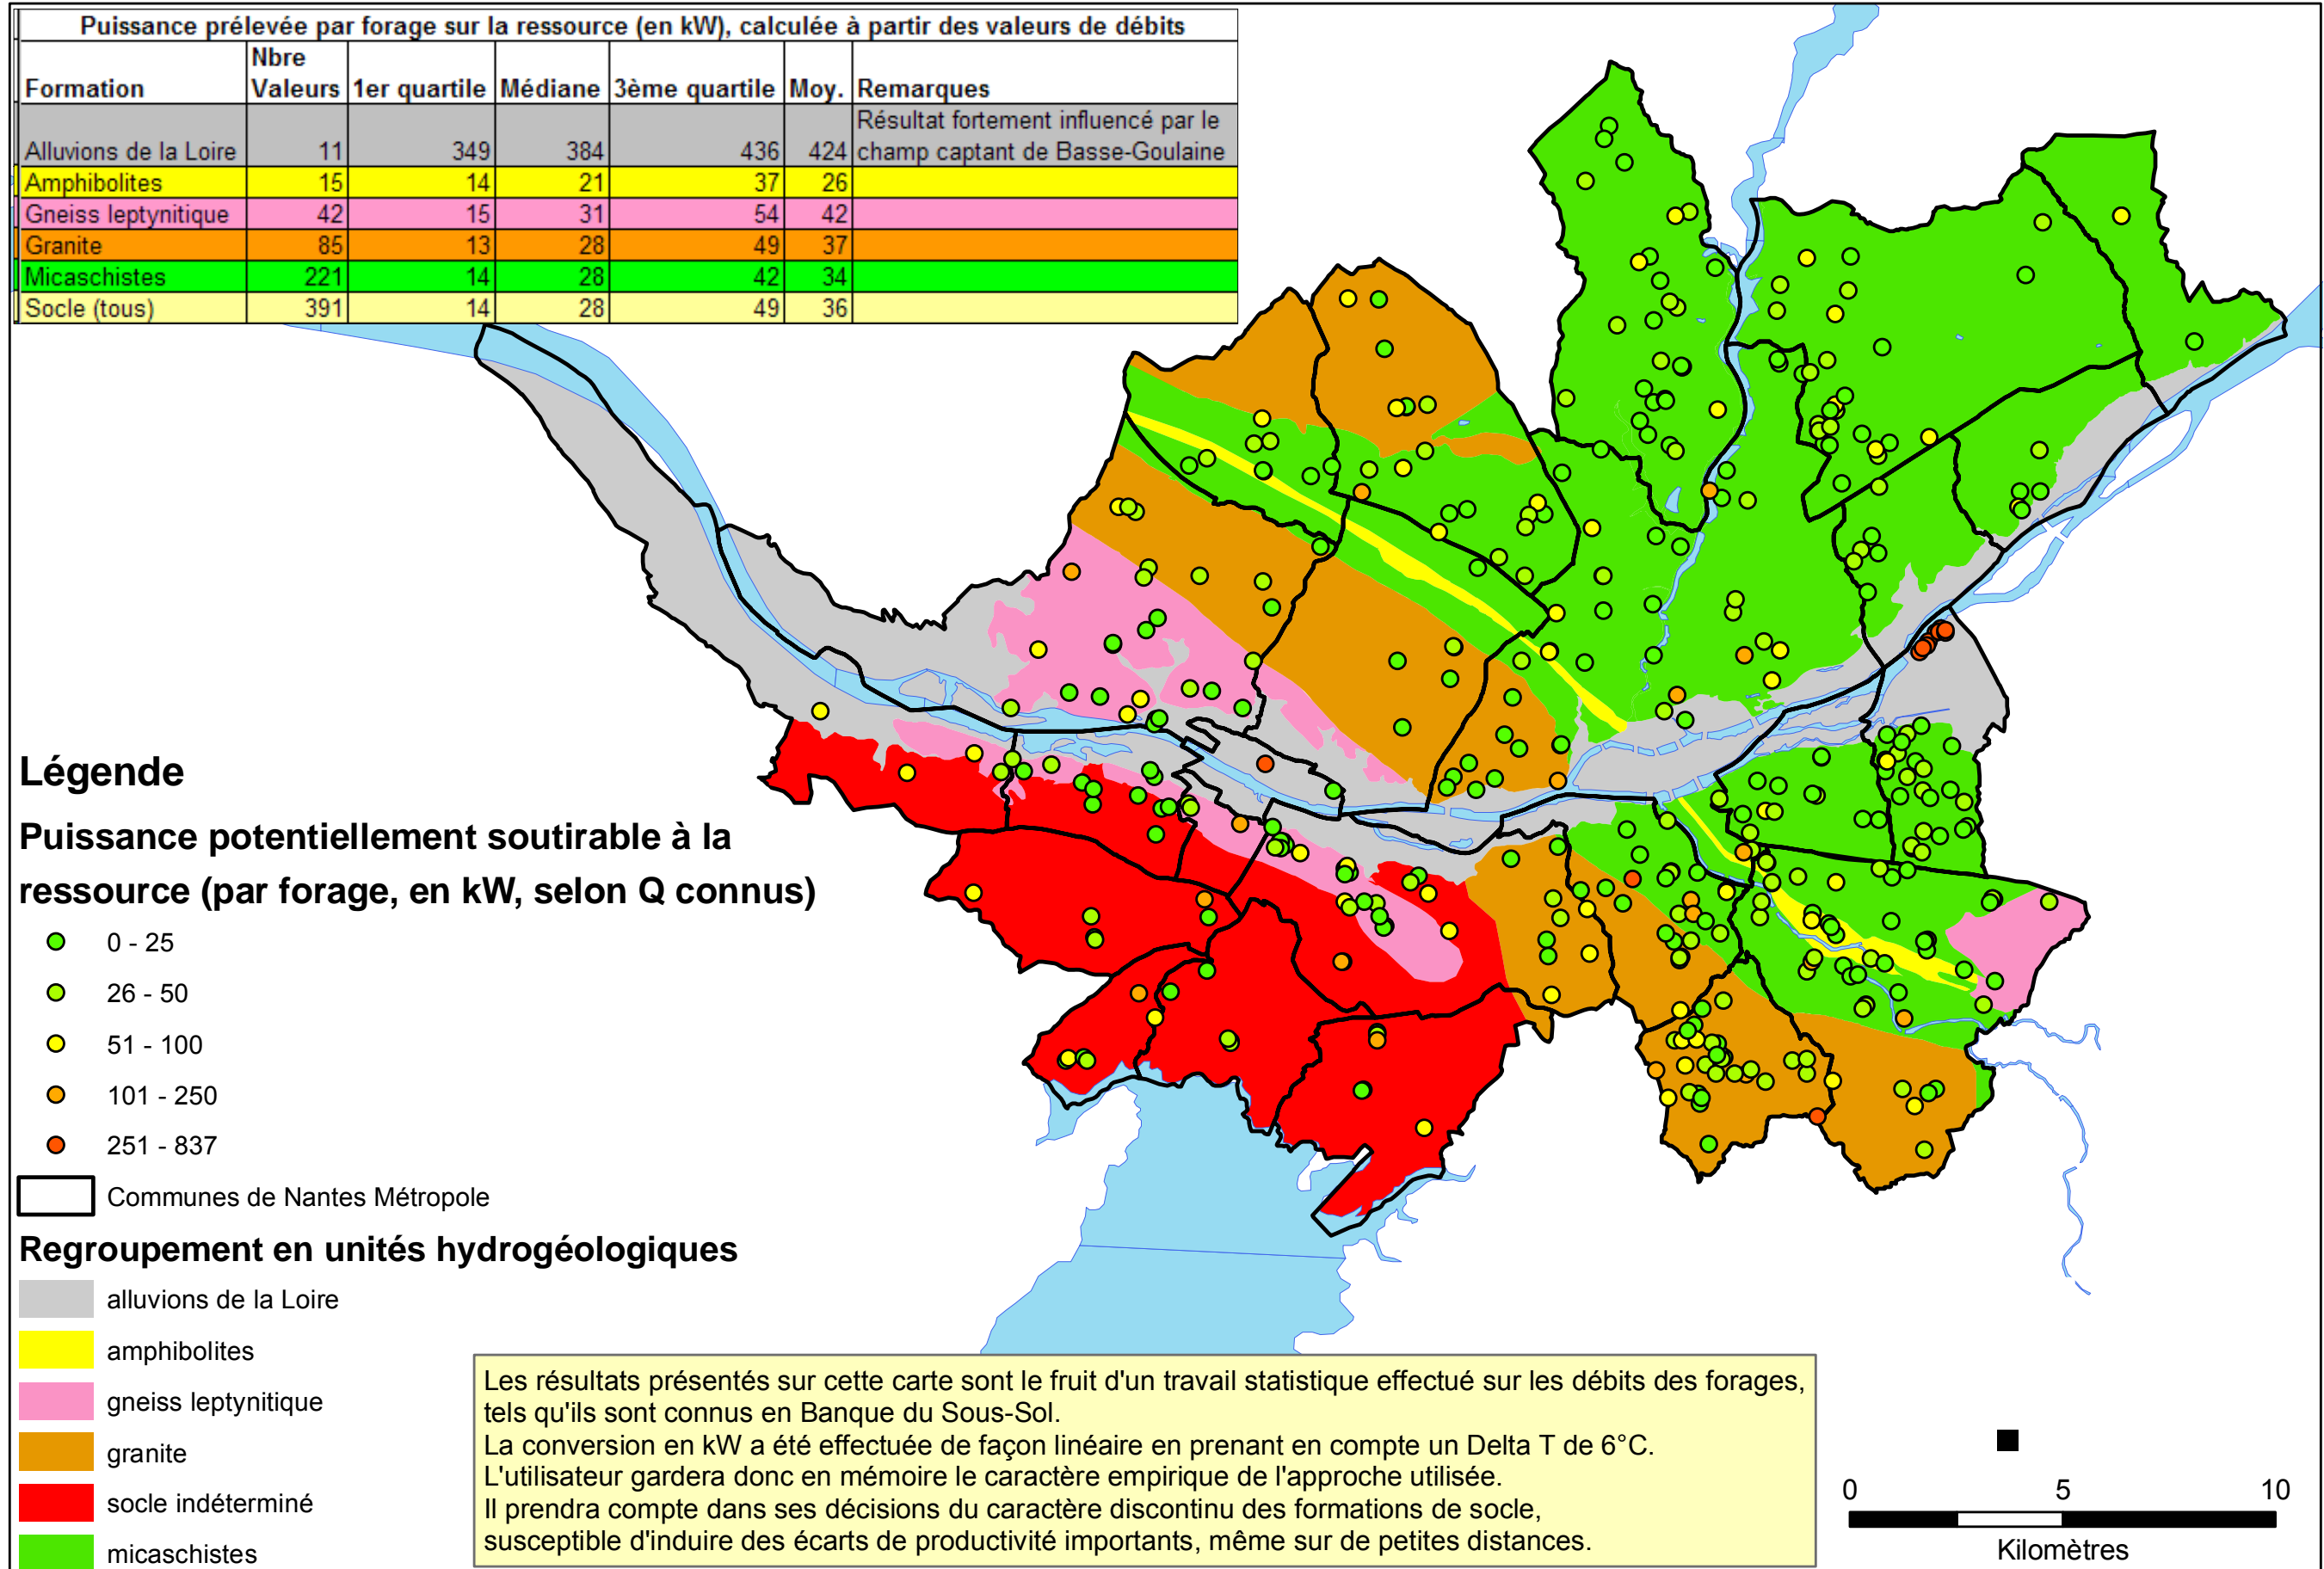 Puissance prélevée par forage sur la ressource (en kW), calculée à partir des valeurs de débits
Formation Nbre Valeurs 1er quartile Médiane 3ème quartile Moy. Remarques
Alluvions de la Loire 11 349 384 436 424 Résultat fortement influencé par le champ captant de Basse-Goulaine
Amphibolites 15 14 21 37 26
Gneiss leptynitique 42 15 31 54 42
Granite 85 13 28 49 37
Micaschistes 221 14 28 42 34
Socle (tous) 391 14 28 49 36
Légende
Puissance potentiellement soutirable à la
ressource (par forage, en kW, selon Q connus)
0 - 25
26 - 50
51 - 100
101 - 250
251 - 837
Communes de Nantes Métropole
Regroupement en unités hydrogéologiques
alluvions de la Loire
amphibolites
gneiss leptynitique
granite
socle indéterminé
micaschistes
Les résultats présentés sur cette carte sont le fruit d'un travail statistique effectué sur les débits des forages,
tels qu'ils sont connus en Banque du Sous-Sol.
La conversion en kW a été effectuée de façon linéaire en prenant en compte un Delta T de 6°C.
L'utilisateur gardera donc en mémoire le caractère empirique de l'approche utilisée.
Il prendra compte dans ses décisions du caractère discontinu des formations de socle,
susceptible d'induire des écarts de productivité importants, même sur de petites distances.
0 5 10
Kilomètres